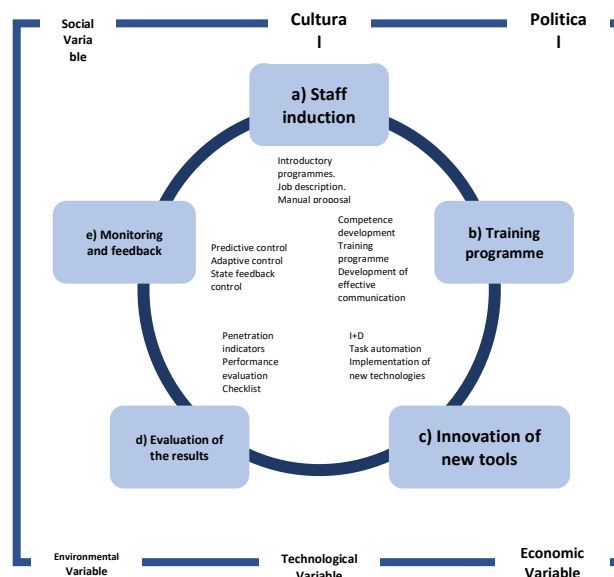 Social
Varia
ble
Cultura
l
Politica
l
a) Staff
induction
Introductory
programmes.
Job description.
Manual proposal
b) Training
programme
Competence
development
Training
programme
Development of
effective
communication
e) Monitoring
and feedback
Predictive control
Adaptive control
State feedback
control
Penetration
indicators
Performance
evaluation
Checklist
I+D
Task automation
Implementation of
new technologies
d) Evaluation of
the results
c) Innovation of
new tools
Environmental
Variable
Technological
Variable
Economic
Variable